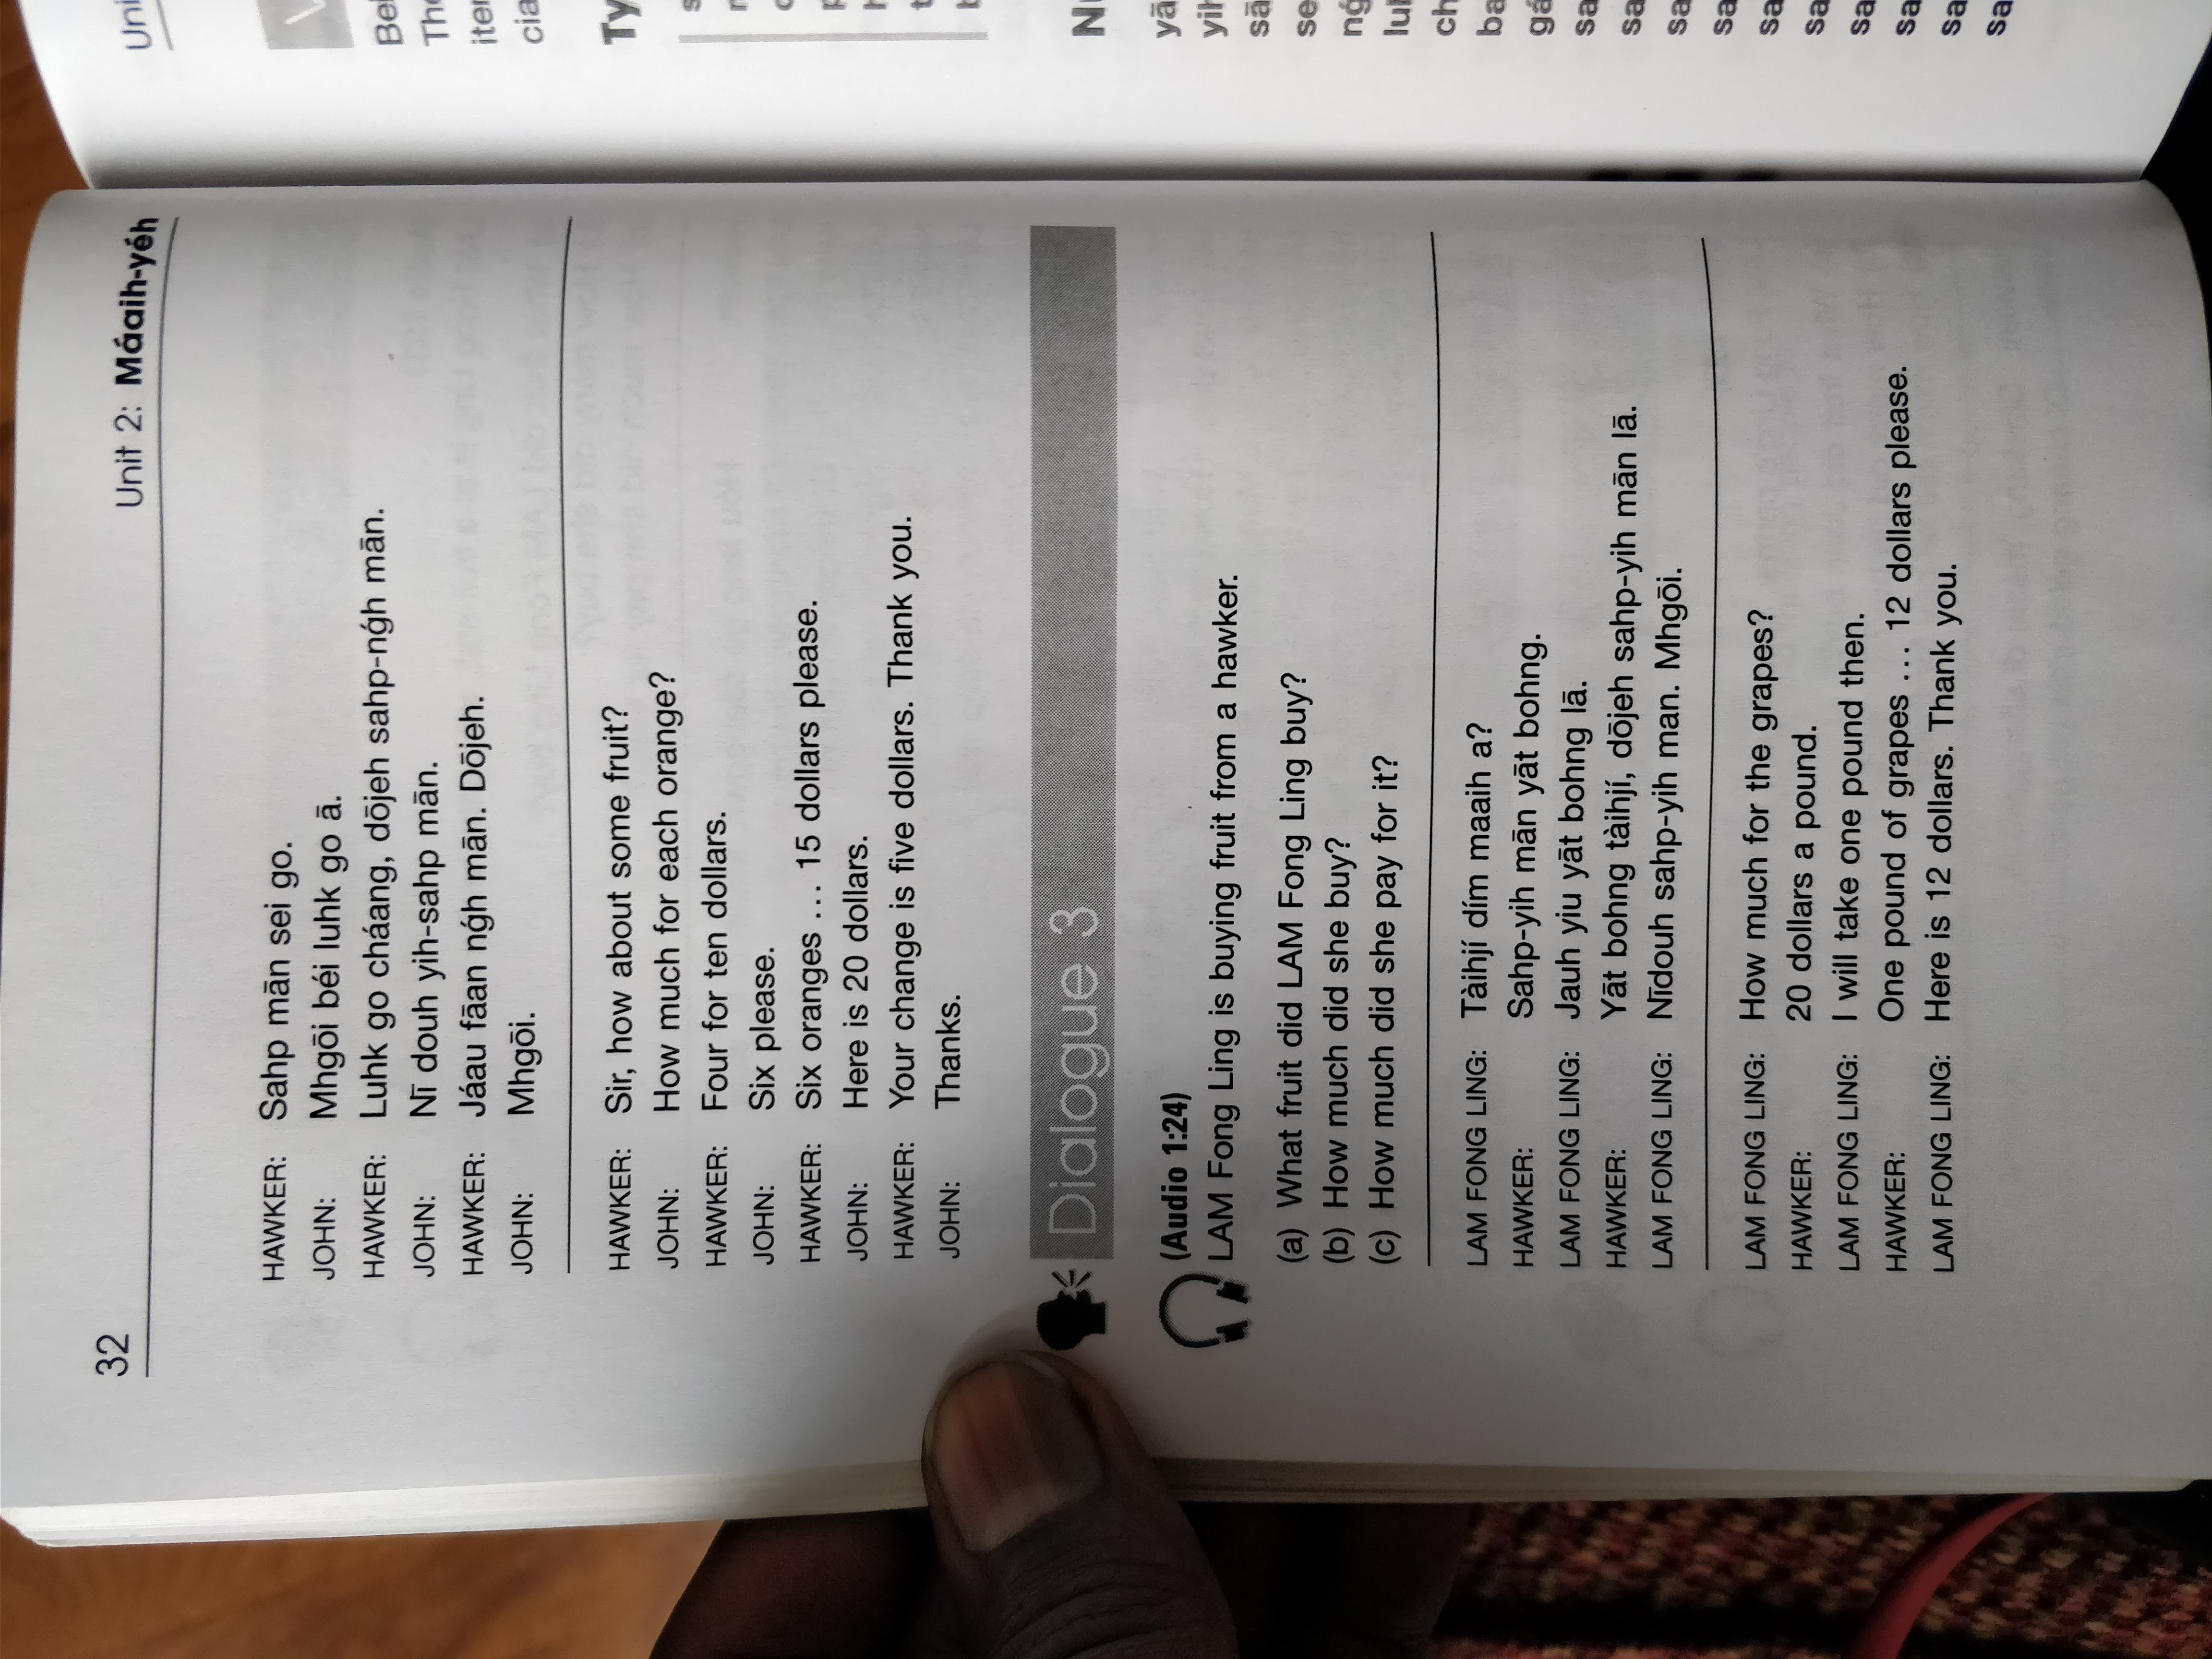 32
Unit 2: Máaih-yéh
HAWKER: Sahp mān sei go.
JOHN: Mhgōi béi luhk go ā.
HAWKER: Luhk go cháang, dōjeh sahp-nǵh mān.
JOHN: Nī douh yih-sahp mān.
HAWKER: Jáau fāan nǵh mān. Dōjeh.
JOHN: Mhgōi.
HAWKER: Sir, how about some fruit?
JOHN: How much for each orange?
HAWKER: Four for ten dollars.
JOHN: Six please.
HAWKER: Six oranges ... 15 dollars please.
JOHN: Here is 20 dollars.
HAWKER: Your change is five dollars. Thank you.
JOHN: Thanks.
Dialogue 3
(Audio 1:24)
LAM Fong Ling is buying fruit from a hawker.
(a) What fruit did LAM Fong Ling buy?
(b) How much did she buy?
(c) How much did she pay for it?
LAM FONG LING: Tàihjí dím maaih a?
HAWKER: Sahp-yih mān yāt bohng.
LAM FONG LING: Jauh yiu yāt bohng lā.
HAWKER: Yāt bohng tàihjí, dōjeh sahp-yih mān lā.
LAM FONG LING: Nīdouh sahp-yih man. Mhgōi.
LAM FONG LING: How much for the grapes?
HAWKER: 20 dollars a pound.
LAM FONG LING: I will take one pound then.
HAWKER: One pound of grapes ... 12 dollars please.
LAM FONG LING: Here is 12 dollars. Thank you.